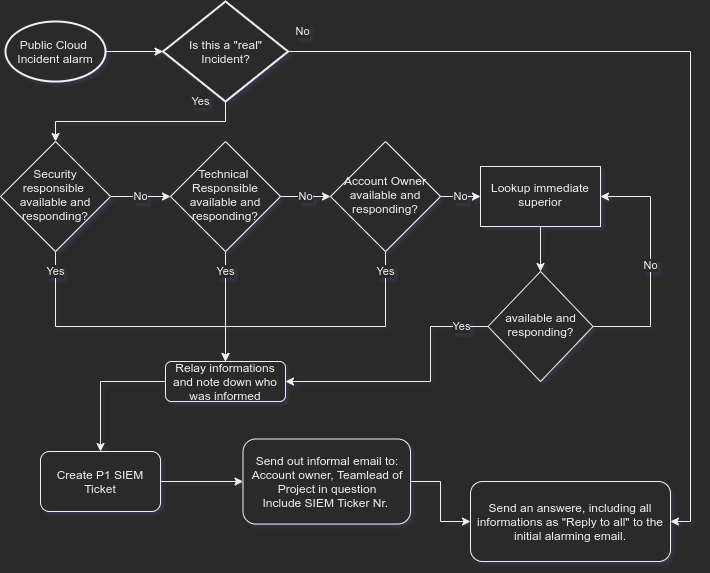 Public Cloud
Incident alarm
Is this a "real"
Incident?
No
Yes
Security
responsible
available and
responding?
No
Technical
Responsible
available and
responding?
No
Account Owner
available and
responding?
No
Lookup immediate
superior
No
Yes
Yes
Yes
Yes
available and
responding?
Relay informations
and note down who
was informed
Create P1 SIEM
Ticket
Send out informal email to:
Account owner, Teamlead of
Project in question
Include SIEM Ticker Nr.
Send an answere, including all
informations as "Reply to all" to the
initial alarming email.